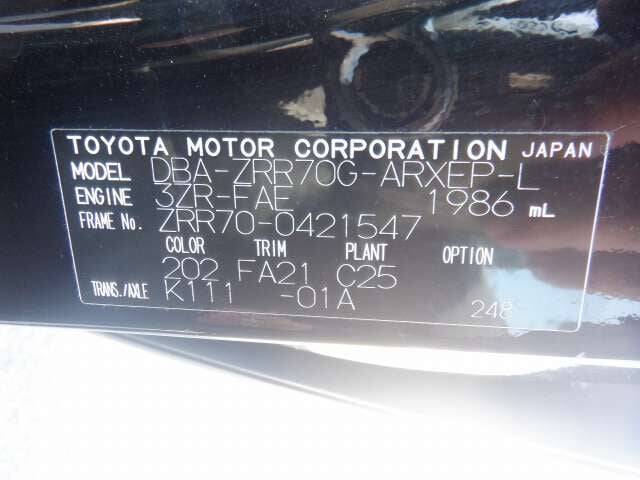 TOYOTA MOTOR CORPORATION JAPAN
MODEL DBA-ZRR70G-ARXEP-L
ENGINE 3ZR-FAE 1986 mL
FRAME No. ZRR70-0421547
COLOR TRIM PLANT OPTION
202 FA21 C25
TRANS./AXLE K111 -01A
248